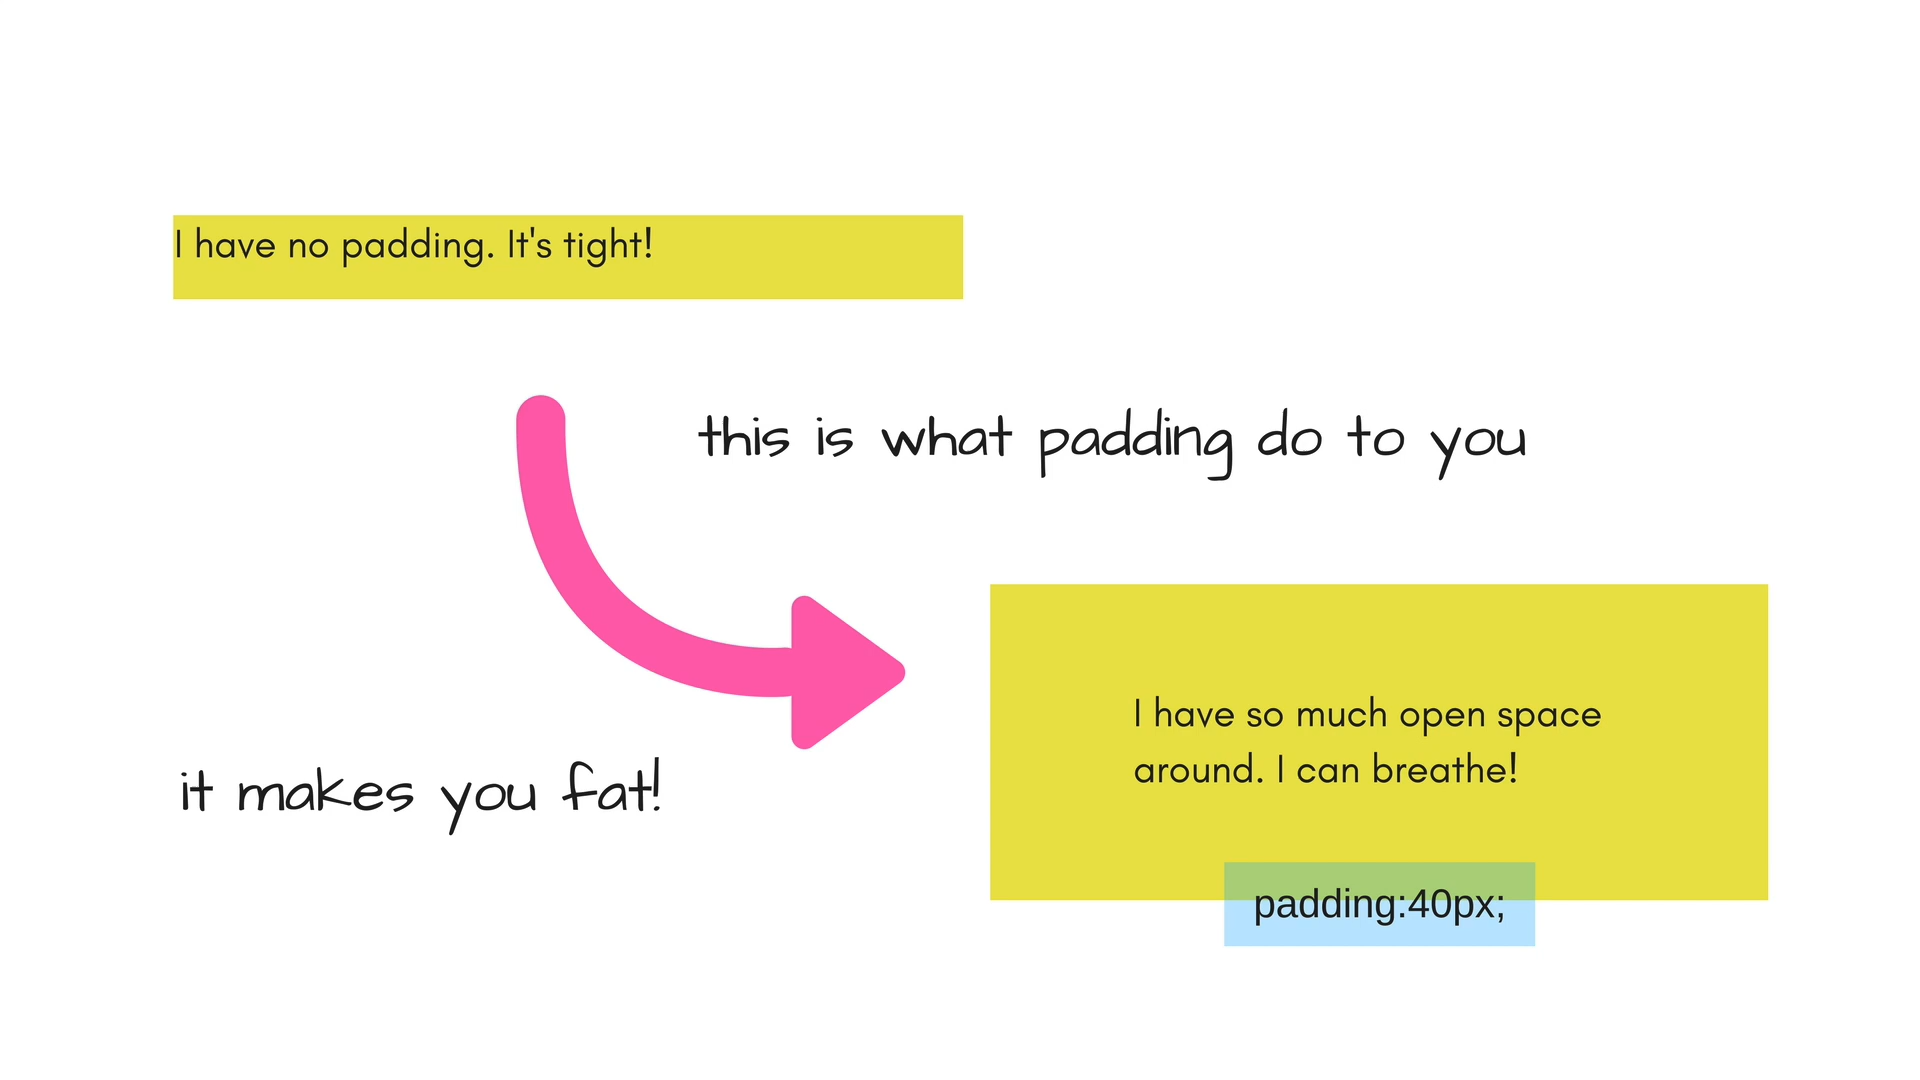 I have no padding. It's tight!
this is what padding do to you
I have so much open space
around. I can breathe!
it makes you fat!
padding:40px;